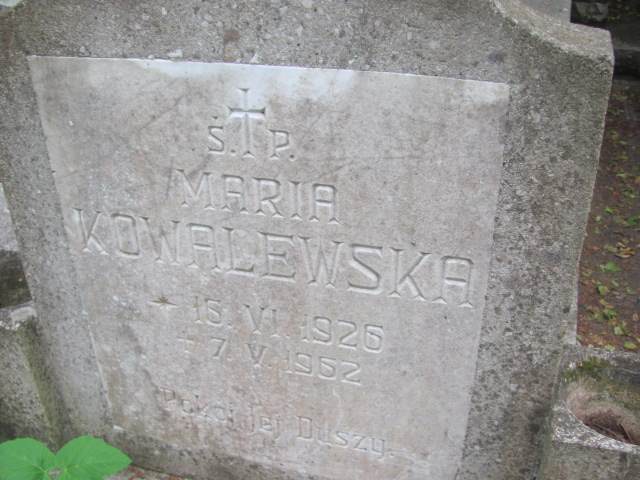 Ś. † P.
MARIA
KOWALEWSKA
* 16. VI. 1926
† 7. V. 1962
Pokój Jej Duszy.